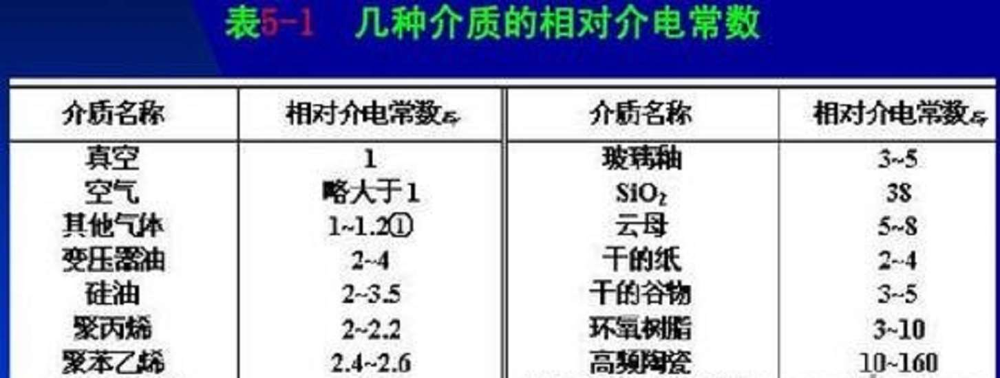 表5-1 几种介质的相对介电常数
介质名称 相对介电常数εr 介质名称 相对介电常数εr
真空 1 玻璃釉 3~5
空气 略大于1 SiO₂ 38
其他气体 1~1.2① 云母 5~8
变压器油 2~4 干的纸 2~4
硅油 2~3.5 干的谷物 3~5
聚丙烯 2~2.2 环氧树脂 3~10
聚苯乙烯 2.4~2.6 高频陶瓷 10~160